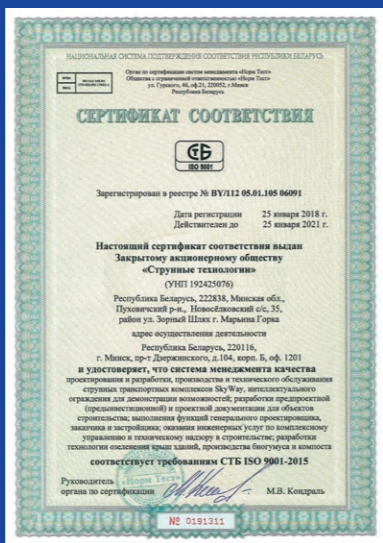 НАЦИОНАЛЬНАЯ СИСТЕМА ПОДТВЕРЖДЕНИЯ СООТВЕТСТВИЯ РЕСПУБЛИКИ БЕЛАРУСЬ
Орган по сертификации систем менеджмента «Норм Тест»
Общества с ограниченной ответственностью «Норм Тест»
ул. Гурского, 46, оф.21, 220052, г.Минск
Республика Беларусь
СЕРТИФИКАТ СООТВЕТСТВИЯ
СТБ
ISO 9001
Зарегистрирован в реестре № BY/112 05.01.105 06091
Дата регистрации 25 января 2018 г.
Действителен до 25 января 2021 г.
Настоящий сертификат соответствия выдан
Закрытому акционерному обществу
«Струнные технологии»
(УНП 192425076)
Республика Беларусь, 222838, Минская обл.,
Пуховичский р-н., Новосёлковский с/с, 35,
район ул. Зорный Шлях г. Марьина Горка
адрес осуществления деятельности
Республика Беларусь, 220116,
г. Минск, пр-т Дзержинского, д.104, корп. Б, оф. 1201
и удостоверяет, что система менеджмента качества
проектирования и разработки, производства и технического обслуживания
струнных транспортных комплексов SkyWay, интеллектуального
ограждения для демонстрации возможностей; разработки предпроектной
(предынвестиционной) и проектной документации для объектов
строительства; выполнения функций генерального проектировщика,
заказчика и застройщика; оказания инженерных услуг по комплексному
управлению и техническому надзору в строительстве; разработки
технологии озеленения крыш зданий, производства биогумуса и компоста
соответствует требованиям СТБ ISO 9001-2015
Руководитель
органа по сертификации М.В. Кондраль
«Норм Тест»
№ 0191311